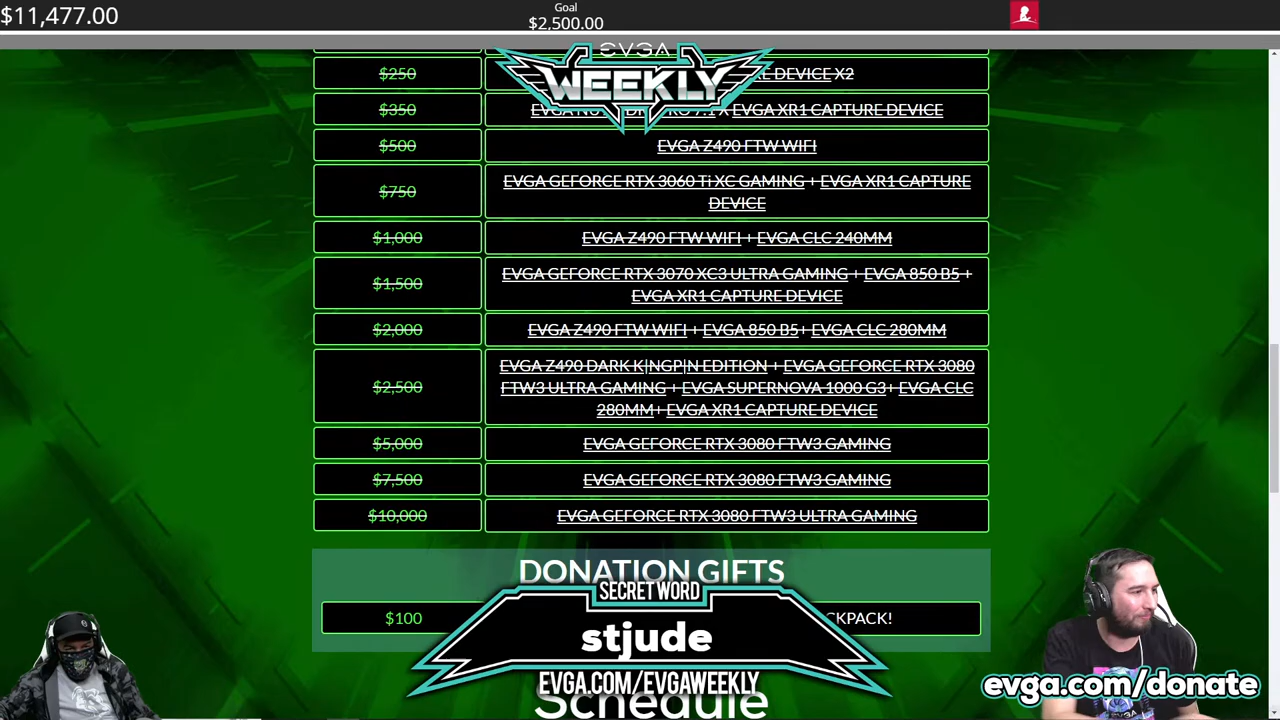 $11,477.00
Goal
$2,500.00
EVGA
WEEKLY
$250
DEVICE X2
$350
7.1 X EVGA XR1 CAPTURE DEVICE
$500
EVGA Z490 FTW WIFI
$750
EVGA GEFORCE RTX 3060 Ti XC GAMING + EVGA XR1 CAPTURE
DEVICE
$1,000
EVGA Z490 FTW WIFI + EVGA CLC 240MM
$1,500
EVGA GEFORCE RTX 3070 XC3 ULTRA GAMING + EVGA 850 B5 +
EVGA XR1 CAPTURE DEVICE
$2,000
EVGA Z490 FTW WIFI + EVGA 850 B5+ EVGA CLC 280MM
$2,500
EVGA Z490 DARK K|NGP|N EDITION + EVGA GEFORCE RTX 3080
FTW3 ULTRA GAMING + EVGA SUPERNOVA 1000 G3+ EVGA CLC
280MM+ EVGA XR1 CAPTURE DEVICE
$5,000
EVGA GEFORCE RTX 3080 FTW3 GAMING
$7,500
EVGA GEFORCE RTX 3080 FTW3 GAMING
$10,000
EVGA GEFORCE RTX 3080 FTW3 ULTRA GAMING
DONATION GIFTS
SECRET WORD
$100
CKPACK!
stjude
EVGA.COM/EVGAWEEKLY
Schedule
evga.com/donate